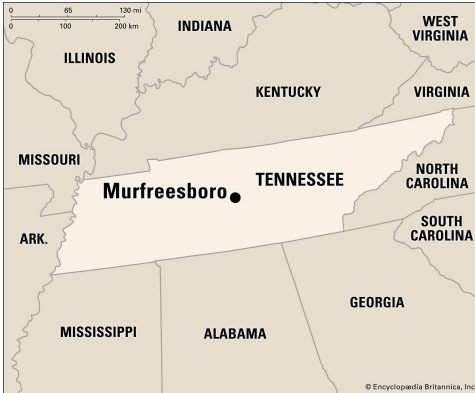 0 65 130 mi
0 100 200 km
INDIANA
WEST
VIRGINIA
ILLINOIS
KENTUCKY
VIRGINIA
MISSOURI
TENNESSEE
NORTH
CAROLINA
Murfreesboro
SOUTH
CAROLINA
ARK.
GEORGIA
MISSISSIPPI
ALABAMA
© Encyclopædia Britannica, Inc